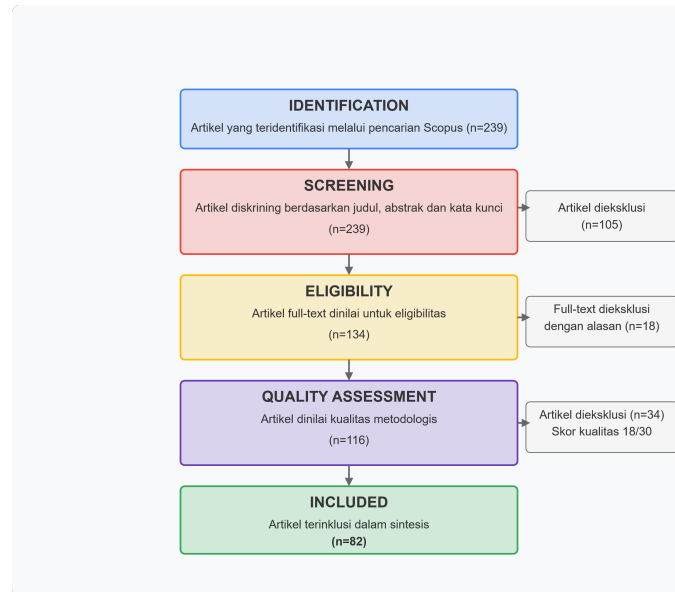 IDENTIFICATION
Artikel yang teridentifikasi melalui pencarian Scopus (n=239)
SCREENING
Artikel diskrining berdasarkan judul, abstrak dan kata kunci
(n=239)
Artikel dieksklusi
(n=105)
ELIGIBILITY
Artikel full-text dinilai untuk eligibilitas
(n=134)
Full-text dieksklusi
dengan alasan (n=18)
QUALITY ASSESSMENT
Artikel dinilai kualitas metodologis
(n=116)
Artikel dieksklusi (n=34)
Skor kualitas 18/30
INCLUDED
Artikel terinklusi dalam sintesis
(n=82)